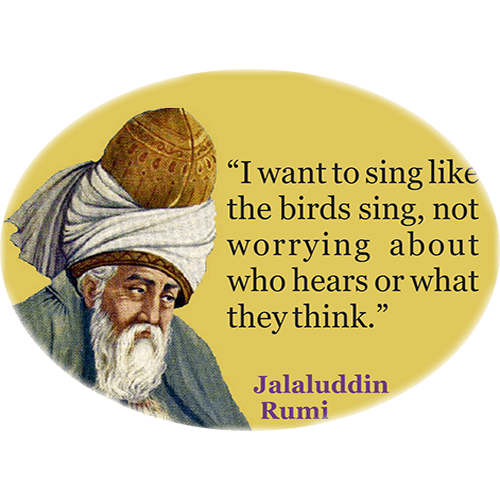 “I want to sing like
the birds sing, not
worrying about
who hears or what
they think.”
Jalaluddin
Rumi